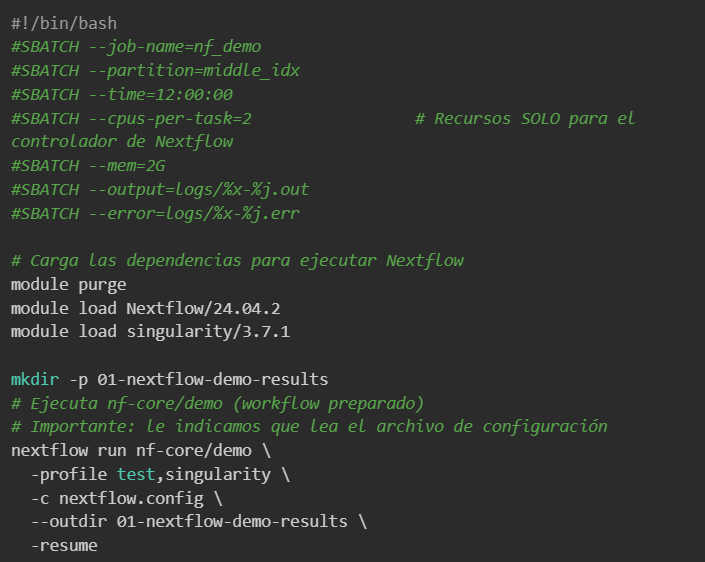 #!/bin/bash
#SBATCH --job-name=nf_demo
#SBATCH --partition=middle_idx
#SBATCH --time=12:00:00
#SBATCH --cpus-per-task=2                # Recursos SOLO para el
controlador de Nextflow
#SBATCH --mem=2G
#SBATCH --output=logs/%x-%j.out
#SBATCH --error=logs/%x-%j.err

# Carga las dependencias para ejecutar Nextflow
module purge
module load Nextflow/24.04.2
module load singularity/3.7.1

mkdir -p 01-nextflow-demo-results
# Ejecuta nf-core/demo (workflow preparado)
# Importante: le indicamos que lea el archivo de configuración
nextflow run nf-core/demo \
  -profile test,singularity \
  -c nextflow.config \
  --outdir 01-nextflow-demo-results \
  -resume